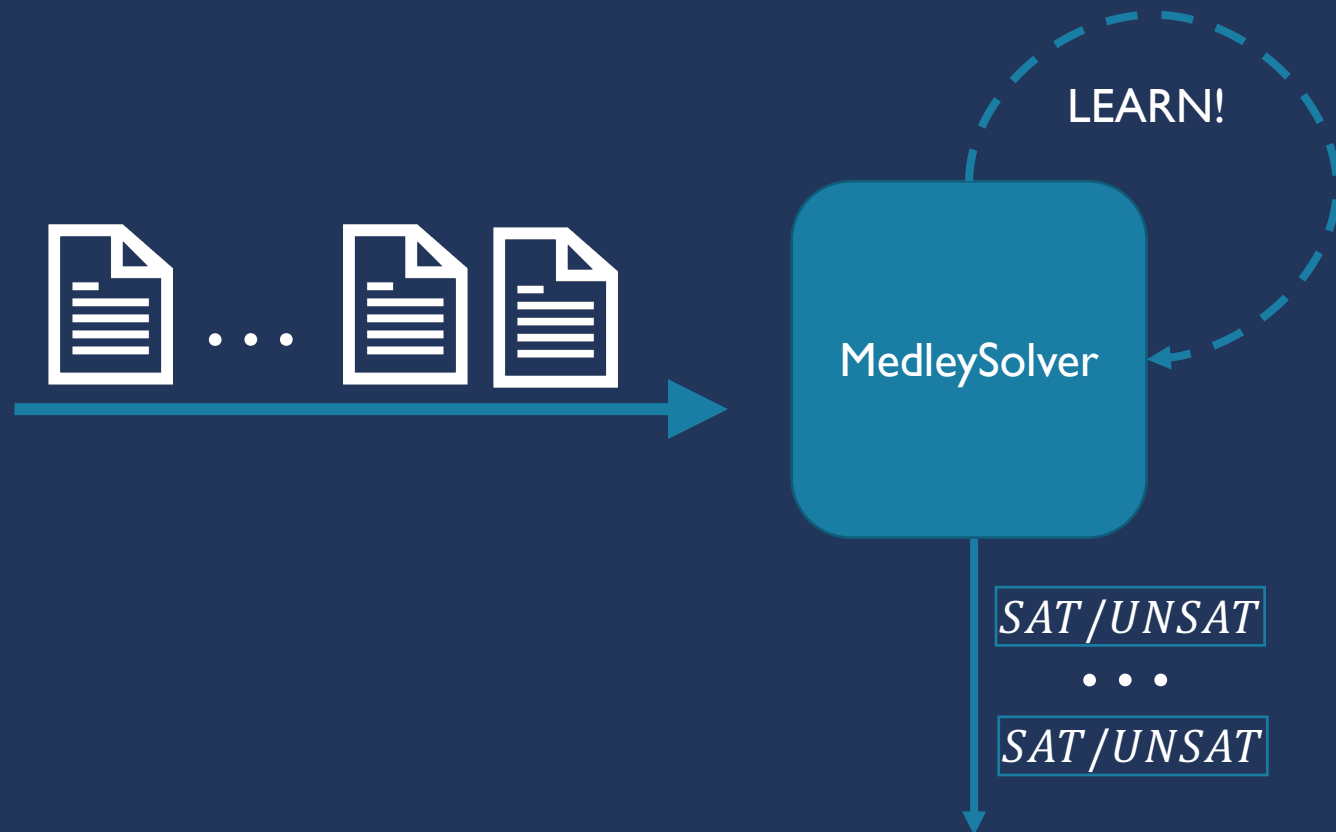 LEARN!
. . .
MedleySolver
SAT/UNSAT
. . .
SAT/UNSAT